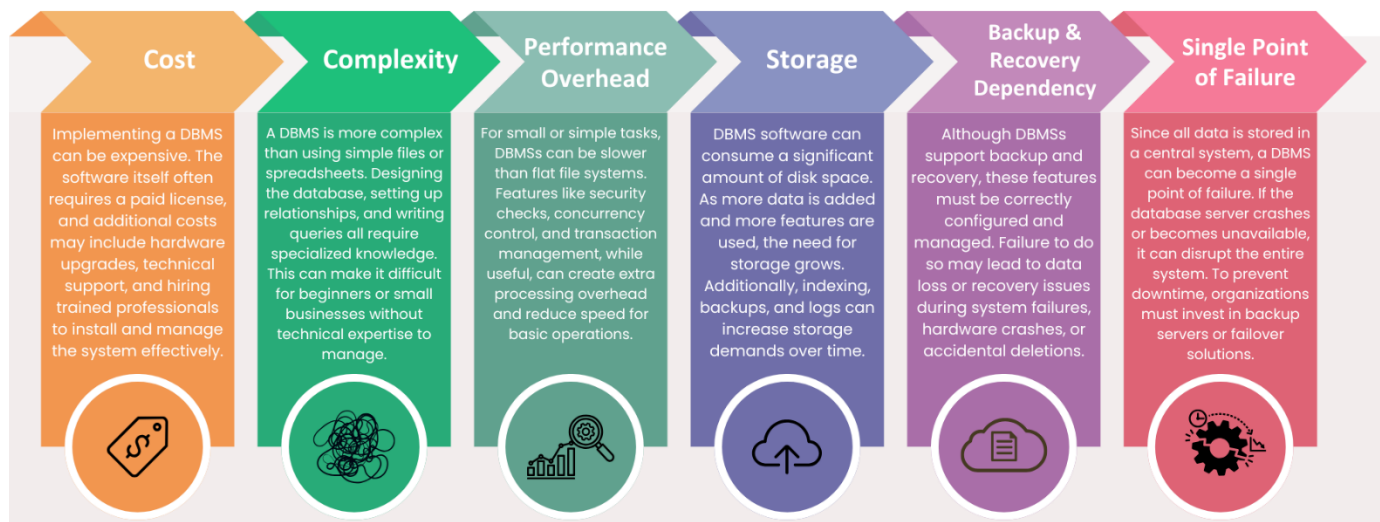 Cost
Implementing a DBMS
can be expensive. The
software itself often
requires a paid license,
and additional costs
may include hardware
upgrades, technical
support, and hiring
trained professionals
to install and manage
the system effectively.
Complexity
A DBMS is more complex
than using simple files or
spreadsheets. Designing
the database, setting up
relationships, and writing
queries all require
specialized knowledge.
This can make it difficult
for beginners or small
businesses without
technical expertise to
manage.
Performance
Overhead
For small or simple tasks,
DBMSs can be slower
than flat file systems.
Features like security
checks, concurrency
control, and transaction
management, while
useful, can create extra
processing overhead
and reduce speed for
basic operations.
Storage
DBMS software can
consume a significant
amount of disk space.
As more data is added
and more features are
used, the need for
storage grows.
Additionally, indexing,
backups, and logs can
increase storage
demands over time.
Backup &
Recovery
Dependency
Although DBMSs
support backup and
recovery, these features
must be correctly
configured and
managed. Failure to do
so may lead to data
loss or recovery issues
during system failures,
hardware crashes, or
accidental deletions.
Single Point
of Failure
Since all data is stored in
a central system, a DBMS
can become a single
point of failure. If the
database server crashes
or becomes unavailable,
it can disrupt the entire
system. To prevent
downtime, organizations
must invest in backup
servers or failover
solutions.